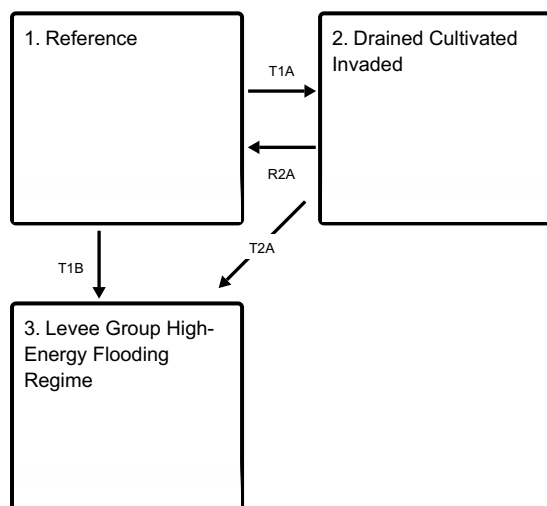 1. Reference
2. Drained Cultivated
Invaded
T1A
R2A
T2A
T1B
3. Levee Group High-
Energy Flooding
Regime